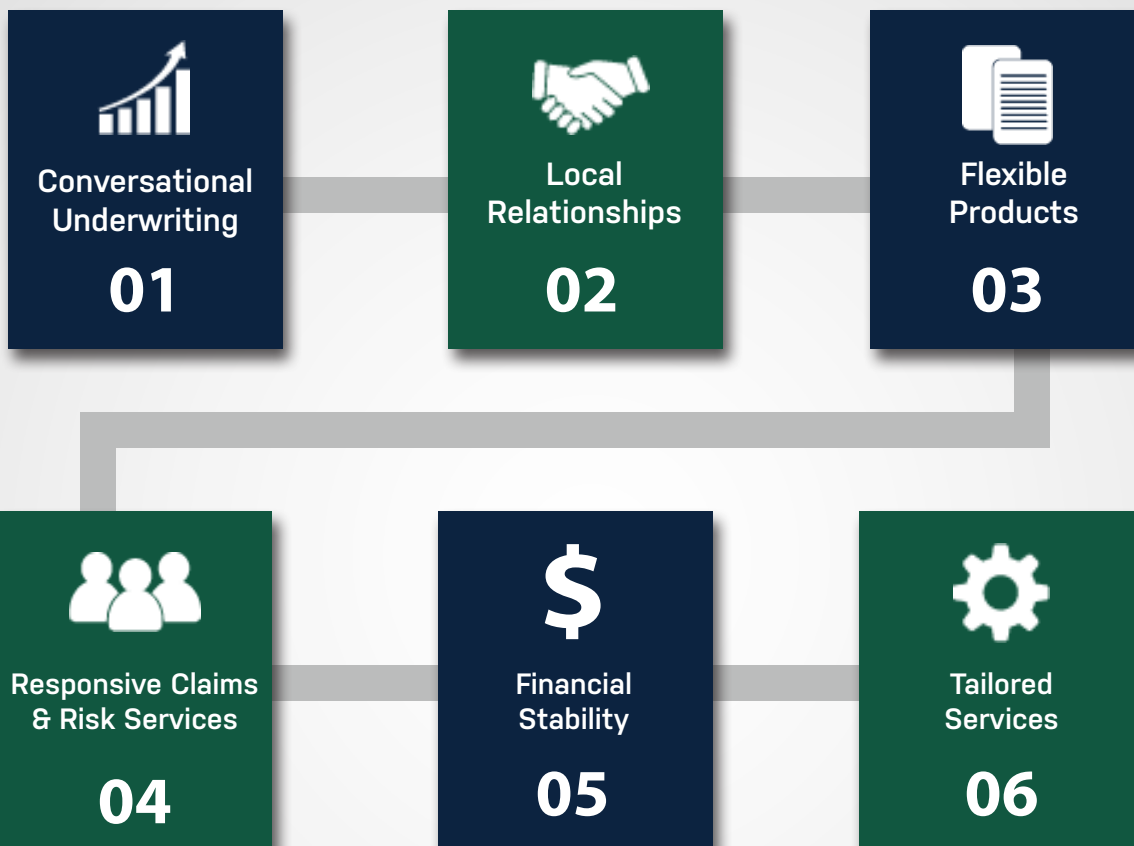 Conversational
Underwriting
01
Local
Relationships
02
Flexible
Products
03
Responsive Claims
& Risk Services
04
$
Financial
Stability
05
Tailored
Services
06